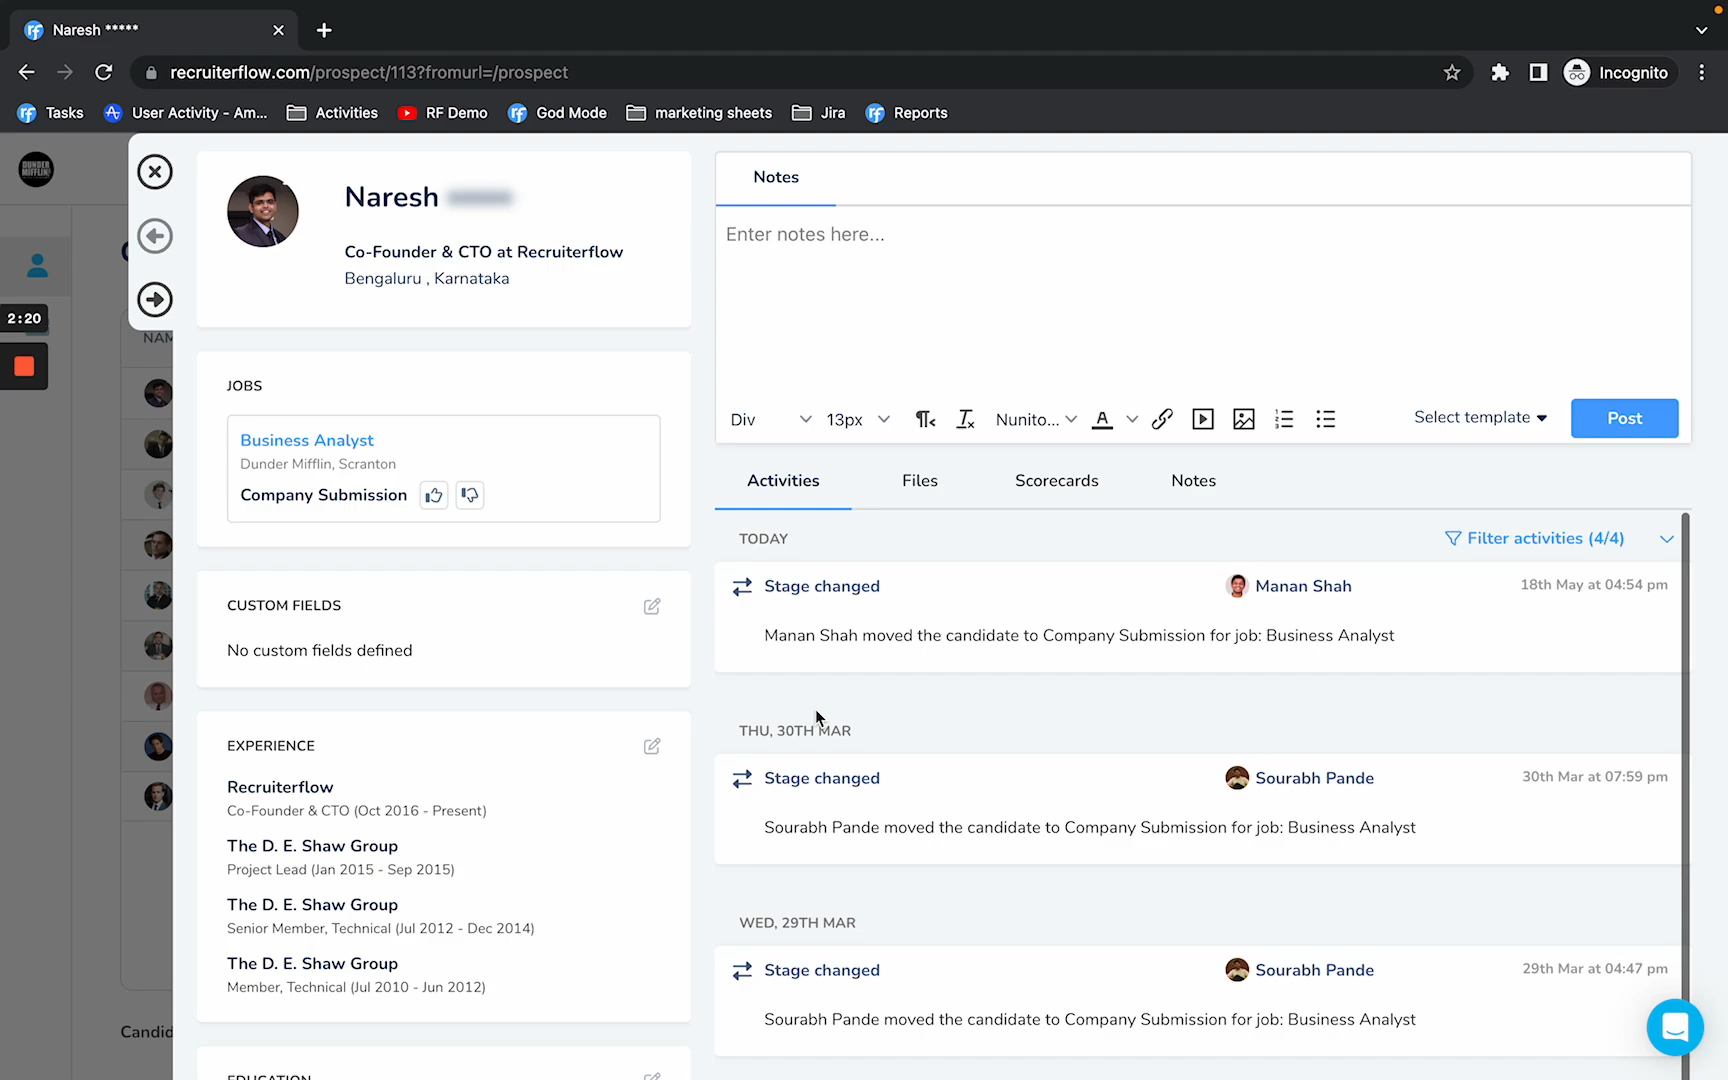 Naresh *****
recruiterflow.com/prospect/113?fromurl=/prospect
Incognito
Tasks
User Activity - Am...
Activities
RF Demo
God Mode
marketing sheets
Jira
Reports
DUNDER
MIFFLIN
2:20
NAM
Candid
Naresh
Co-Founder & CTO at Recruiterflow
Bengaluru , Karnataka
JOBS
Business Analyst
Dunder Mifflin, Scranton
Company Submission
CUSTOM FIELDS
No custom fields defined
EXPERIENCE
Recruiterflow
Co-Founder & CTO (Oct 2016 - Present)
The D. E. Shaw Group
Project Lead (Jan 2015 - Sep 2015)
The D. E. Shaw Group
Senior Member, Technical (Jul 2012 - Dec 2014)
The D. E. Shaw Group
Member, Technical (Jul 2010 - Jun 2012)
EDUCATION
Notes
Enter notes here...
Div
13px
Nunito...
Select template
Post
Activities
Files
Scorecards
Notes
TODAY
Filter activities (4/4)
Stage changed
Manan Shah
18th May at 04:54 pm
Manan Shah moved the candidate to Company Submission for job: Business Analyst
THU, 30TH MAR
Stage changed
Sourabh Pande
30th Mar at 07:59 pm
Sourabh Pande moved the candidate to Company Submission for job: Business Analyst
WED, 29TH MAR
Stage changed
Sourabh Pande
29th Mar at 04:47 pm
Sourabh Pande moved the candidate to Company Submission for job: Business Analyst